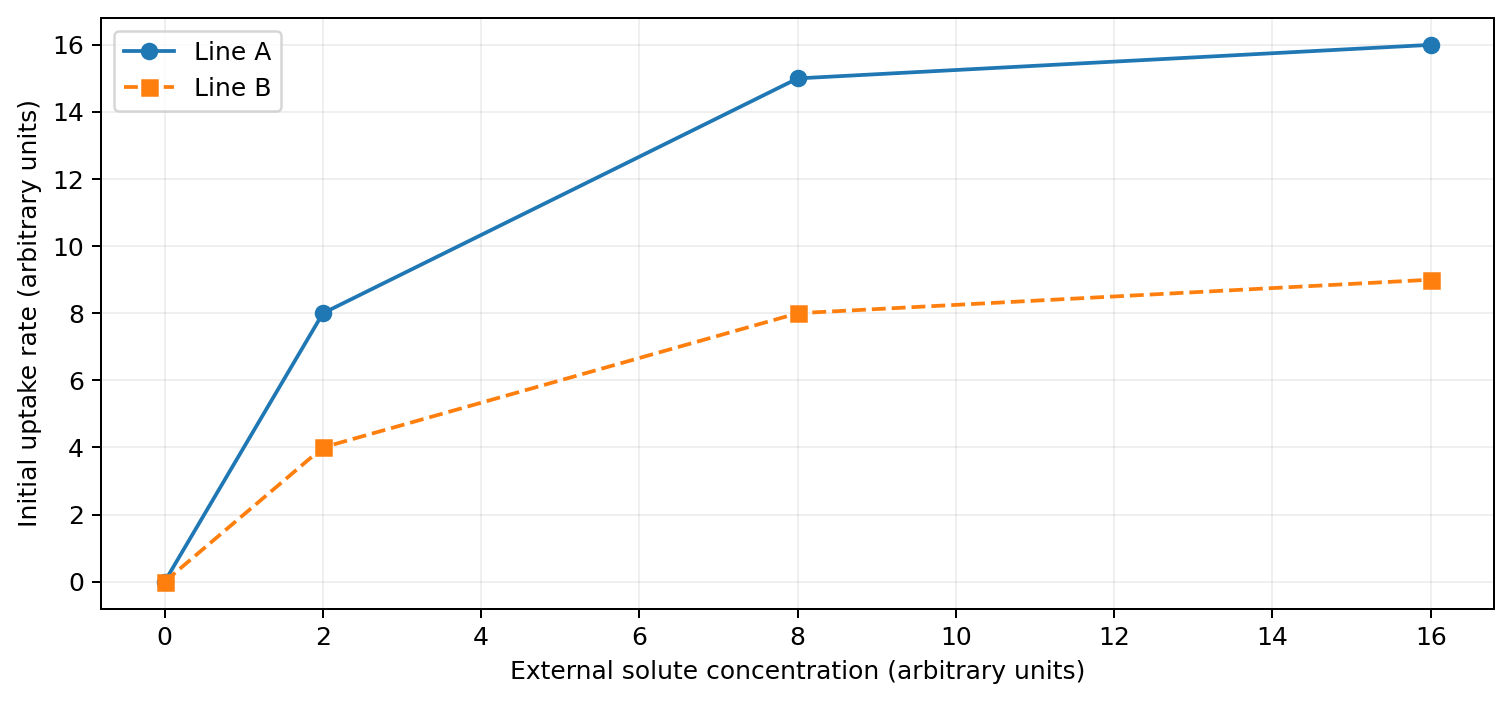 Line A
Line B
Initial uptake rate (arbitrary units)
16
14
12
10
8
6
4
2
0
0 2 4 6 8 10 12 14 16
External solute concentration (arbitrary units)